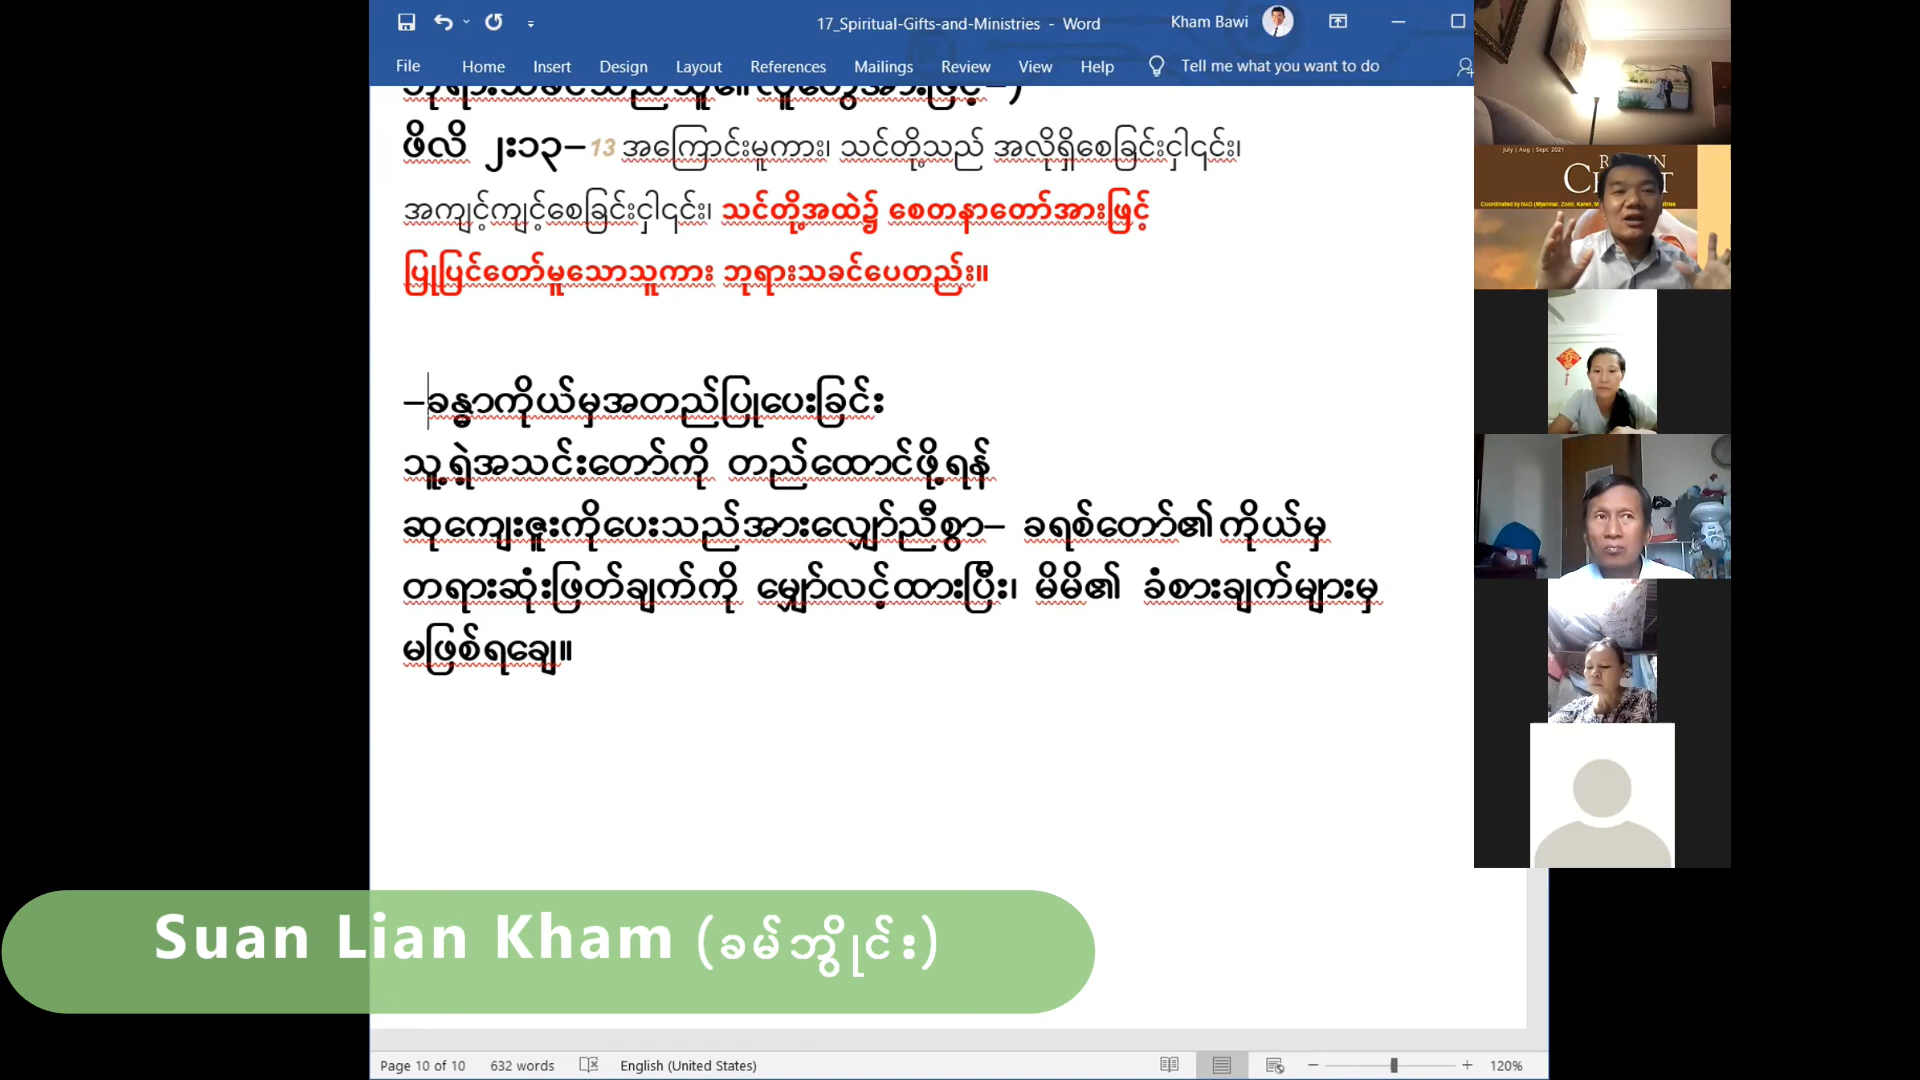 17_Spiritual-Gifts-and-Ministries - Word
Kham Bawi
File Home Insert Design Layout References Mailings Review View Help Tell me what you want to do
ဖိလိ ၂း၁၃– 13 အကြောင်းမူကား၊ သင်တို့သည် အလိုရှိစေခြင်းငှါ၎င်း၊
အကျင့်ကျင့်စေခြင်းငှါ၎င်း၊ သင်တို့အထဲ၌ စေတနာတော်အားဖြင့်
ပြုပြင်တော်မူသောသူကား ဘုရားသခင်ပေတည်း။
–ခန္ဓာကိုယ်မှအတည်ပြုပေးခြင်း
သူ့ရဲ့အသင်းတော်ကို တည်ထောင်ဖို့ရန်
ဆုကျေးဇူးကိုပေးသည်အားလျှော်ညီစွာ– ခရစ်တော်၏ကိုယ်မှ
တရားဆုံးဖြတ်ချက်ကို မျှော်လင့်ထားပြီး၊ မိမိ၏ ခံစားချက်များမှ
မဖြစ်ရချေ။
July | Aug | Sept 2021
Suan Lian Kham (ခမ်ဘွိုင်း)
Page 10 of 10 632 words English (United States) 120%